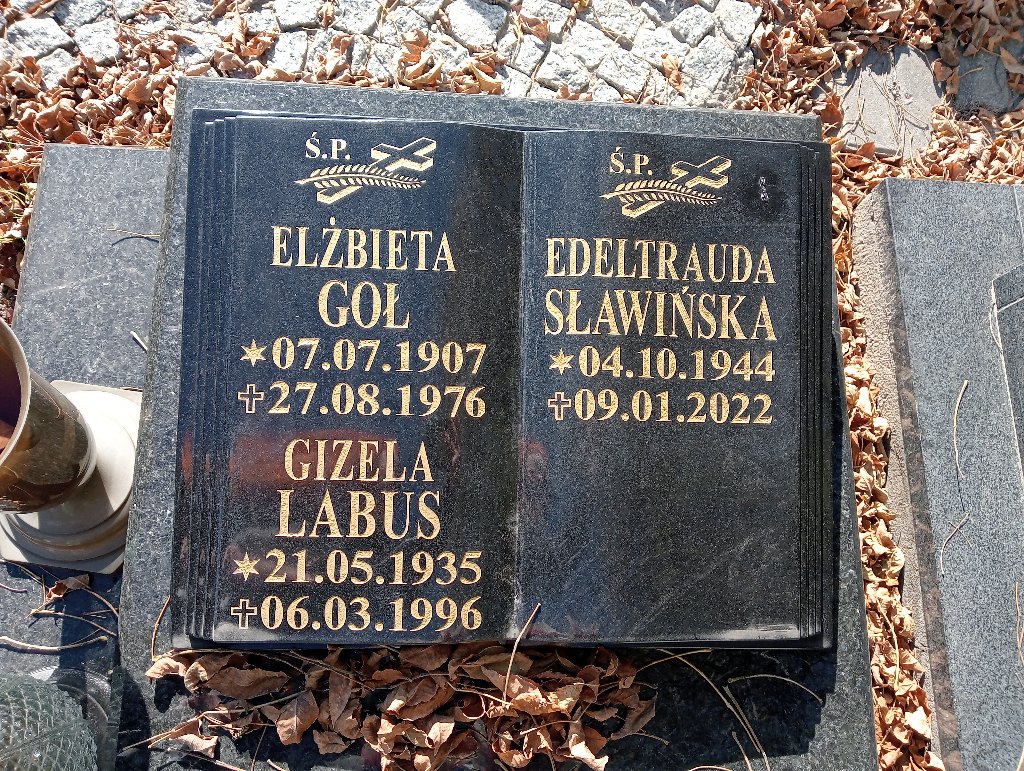 Ś.P.
ELŻBIETA
GOŁ
07.07.1907
27.08.1976
GIZELA
LABUS
21.05.1935
06.03.1996
Ś.P.
EDELTRAUDA
SŁAWIŃSKA
04.10.1944
09.01.2022